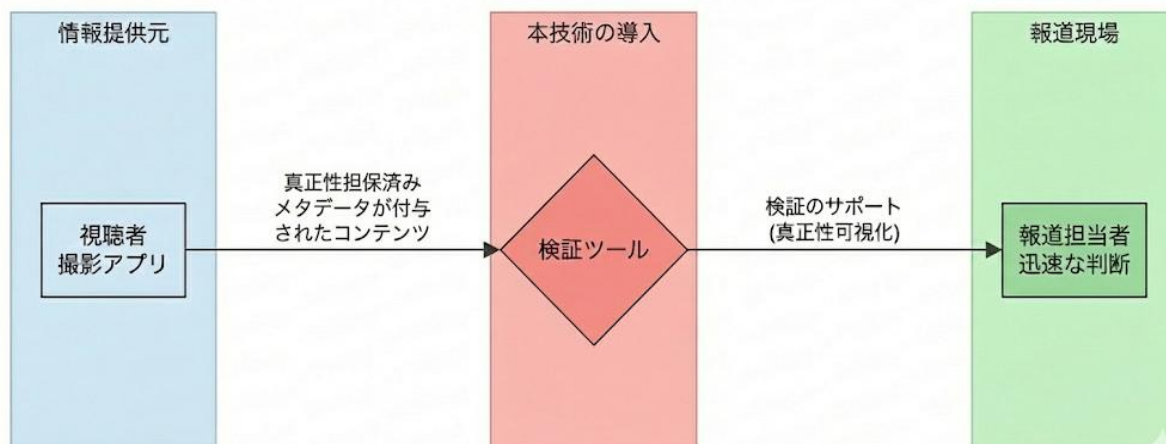 情報提供元
本技術の導入
報道現場
視聴者
撮影アプリ
真正性担保済み
メタデータが付与
されたコンテンツ
検証ツール
検証のサポート
(真正性可視化)
報道担当者
迅速な判断